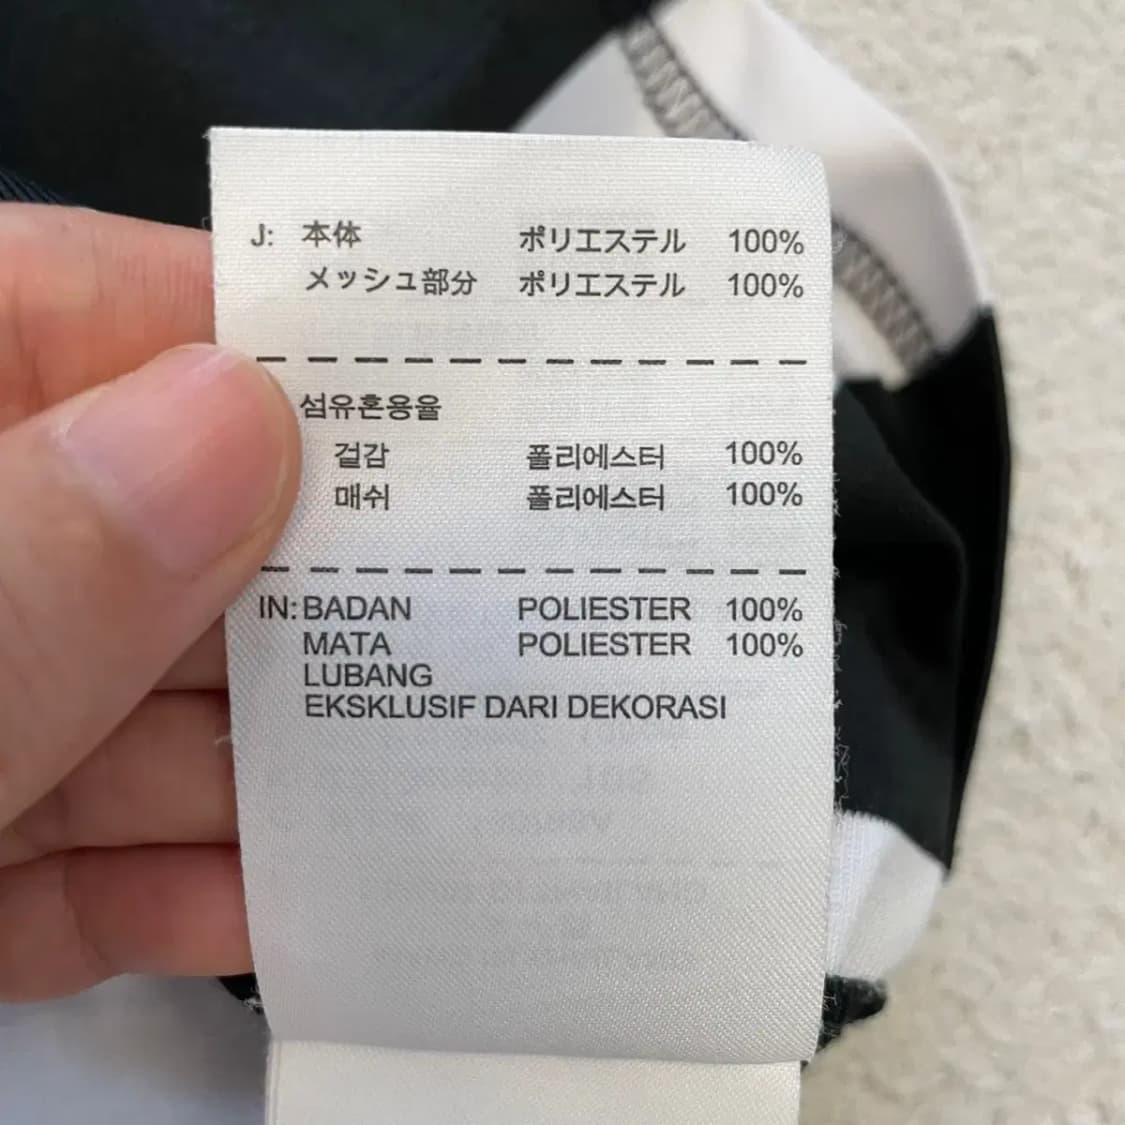 J: 本体 ポリエステル 100%
メッシュ部分 ポリエステル 100%
섬유혼용율
겉감 폴리에스터 100%
매쉬 폴리에스터 100%
IN: BADAN POLIESTER 100%
MATA POLIESTER 100%
LUBANG
EKSKLUSIF DARI DEKORASI